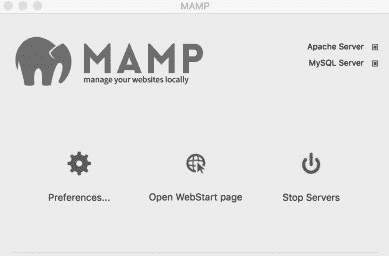 MAMP
Apache Server
MySQL Server
MAMP
manage your websites locally
Preferences...
Open WebStart page
Stop Servers